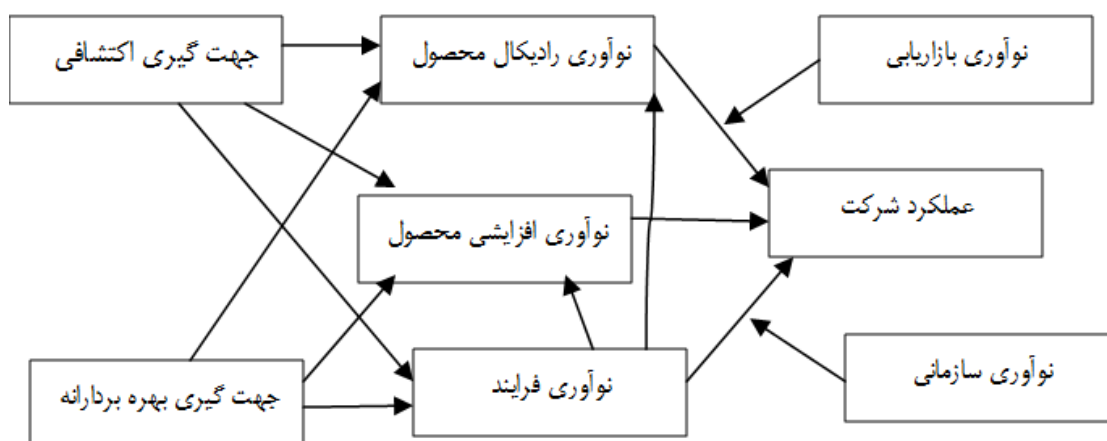 جهت گیری اکتشافی
نوآوری رادیکال محصول
نوآوری بازاریابی
عملکرد شرکت
نوآوری افزایشی محصول
جهت گیری بهره بردارانه
نوآوری فرایند
نوآوری سازمانی